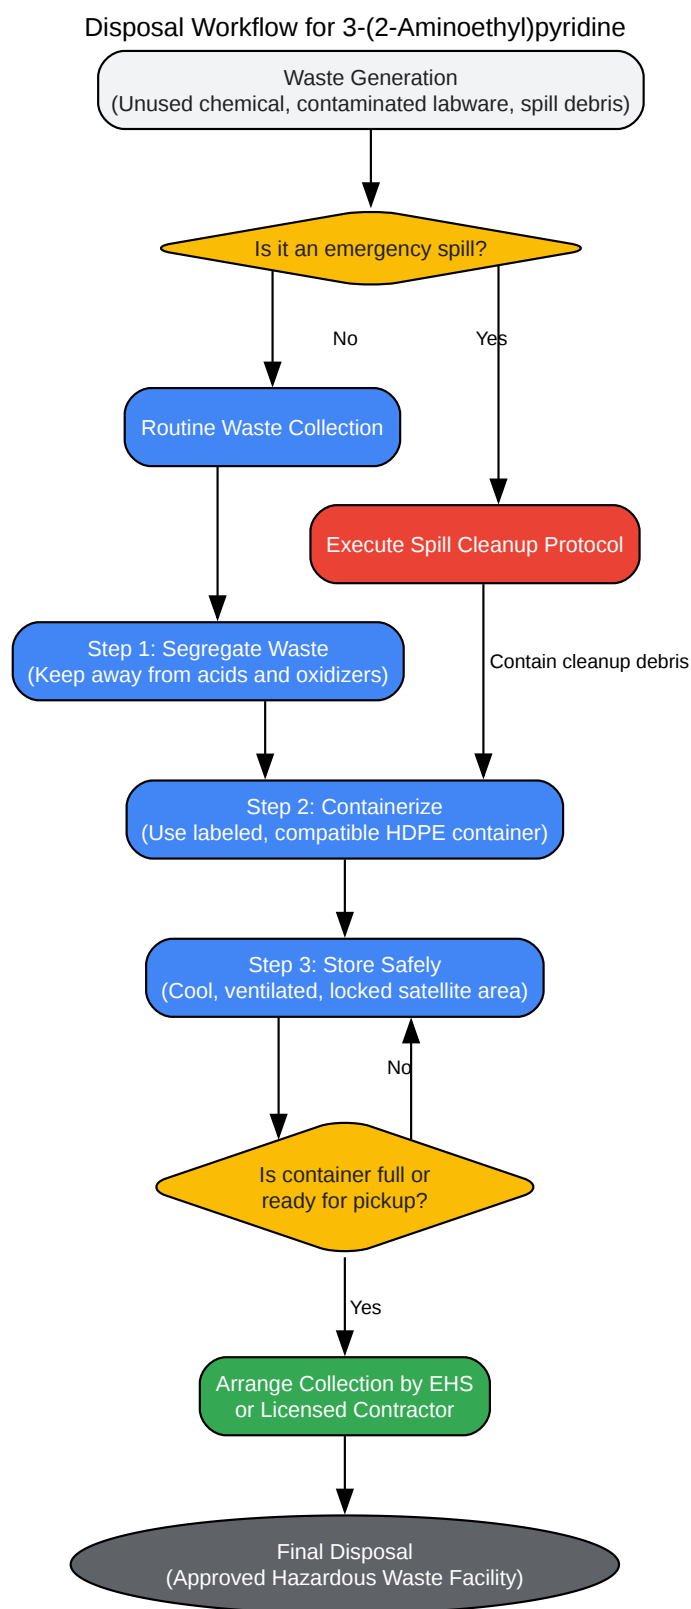 Disposal Workflow for 3-(2-Aminoethyl)pyridine
Waste Generation
(Unused chemical, contaminated labware, spill debris)
Is it an emergency spill?
No
Yes
Routine Waste Collection
Execute Spill Cleanup Protocol
Step 1: Segregate Waste
(Keep away from acids and oxidizers)
Contain cleanup debris
Step 2: Containerize
(Use labeled, compatible HDPE container)
Step 3: Store Safely
(Cool, ventilated, locked satellite area)
No
Is container full or
ready for pickup?
Yes
Arrange Collection by EHS
or Licensed Contractor
Final Disposal
(Approved Hazardous Waste Facility)